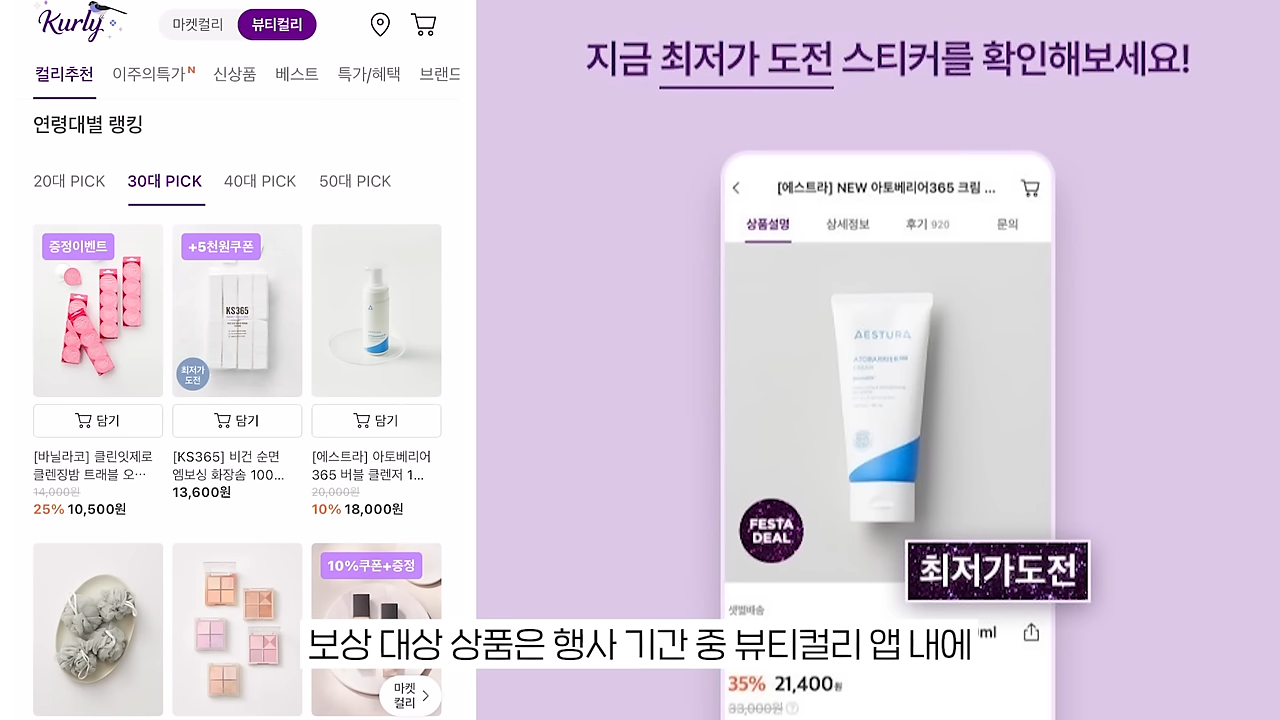 Kurly
마켓컬리 뷰티컬리
컬리추천 이주의특가N 신상품 베스트 특가/혜택 브랜드
연령대별 랭킹
20대 PICK 30대 PICK 40대 PICK 50대 PICK
증정이벤트
+5천원쿠폰
KS365
최저가
도전
담기 담기 담기
[바닐라코] 클린잇제로
클렌징밤 트래블 오…
14,000원
25% 10,500원
[KS365] 비건 순면
엠보싱 화장솜 100…
13,600원
[에스트라] 아토베리어
365 버블 클렌저 1…
20,000원
10% 18,000원
10%쿠폰+증정
마켓
컬리
지금 최저가 도전 스티커를 확인해보세요!
[에스트라] NEW 아토베리어365 크림 ...
상품설명 상세정보 후기 920 문의
AESTURA
ATOBARRIER365
CREAM
FESTA
DEAL
최저가도전
샛별배송
ml
35% 21,400원
33,000원
보상 대상 상품은 행사 기간 중 뷰티컬리 앱 내에